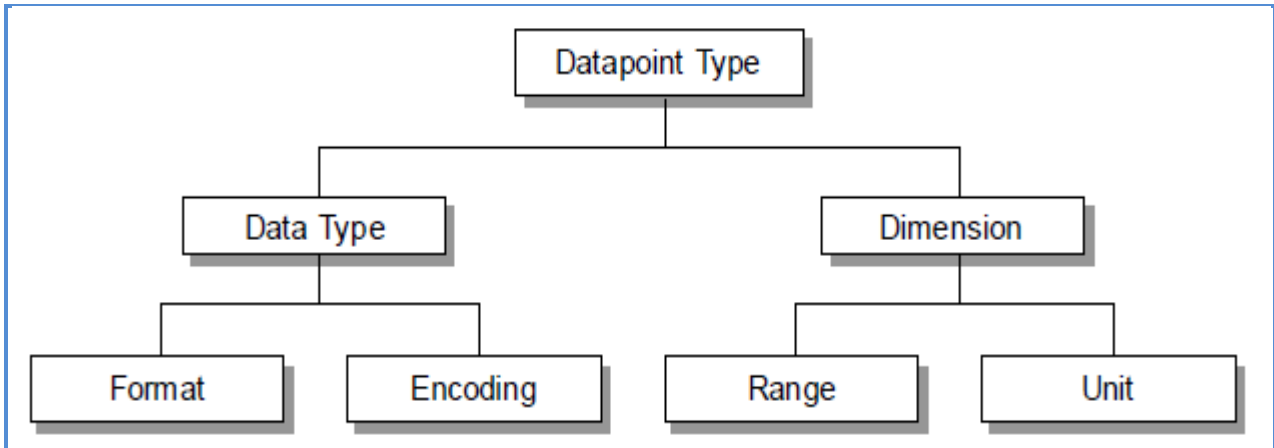 Datapoint Type
Data Type
Dimension
Format
Encoding
Range
Unit